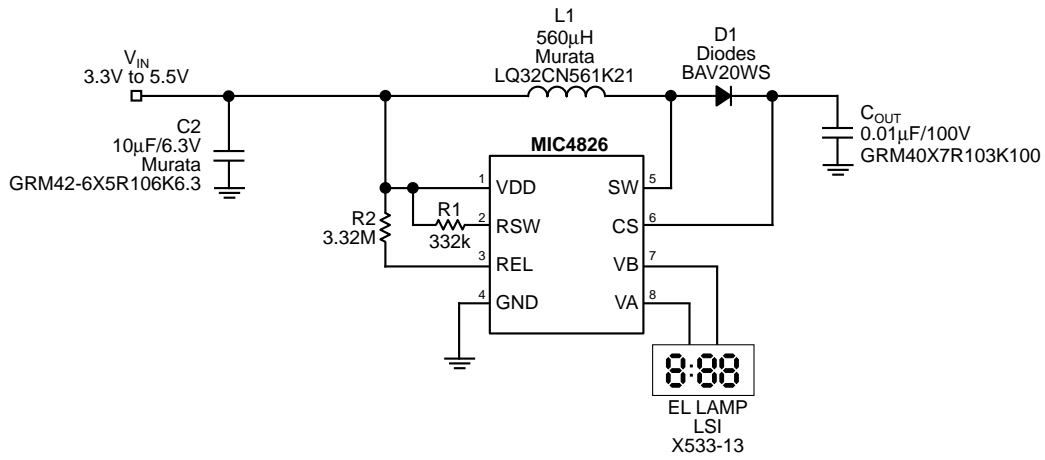 L1
560µH
Murata
LQ32CN561K21
D1
Diodes
BAV20WS
VIN
3.3V to 5.5V
C2
10µF/6.3V
Murata
GRM42-6X5R106K6.3
COUT
0.01µF/100V
GRM40X7R103K100
MIC4826
1 VDD
SW 5
R1
332k
2 RSW
CS 6
R2
3.32M
3 REL
VB 7
4 GND
VA 8
8:88
EL LAMP
LSI
X533-13